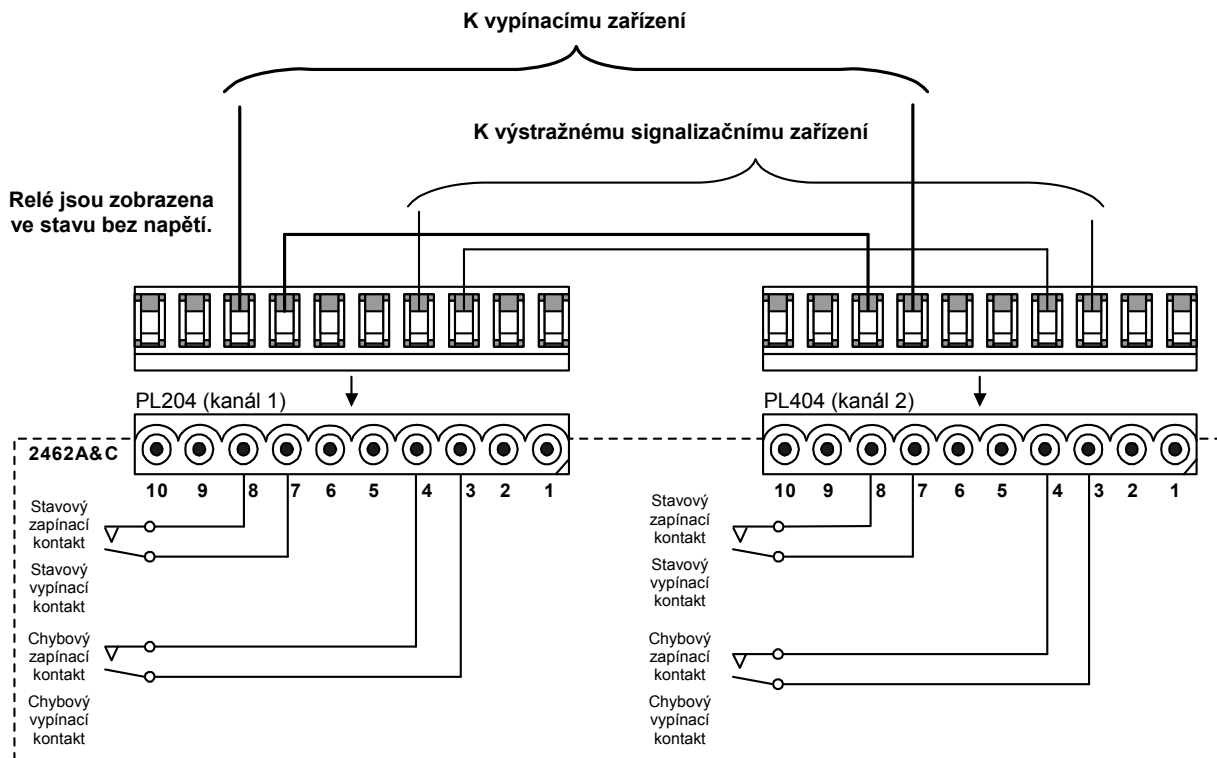 K vypínacímu zařízení
K výstražnému signalizačnímu zařízení
Relé jsou zobrazena
ve stavu bez napětí.
PL204 (kanál 1)
PL404 (kanál 2)
2462A&C
10 9 8 7 6 5 4 3 2 1
10 9 8 7 6 5 4 3 2 1
Stavový
zapínací
kontakt
Stavový
vypínací
kontakt
Chybový
zapínací
kontakt
Chybový
vypínací
kontakt
Stavový
zapínací
kontakt
Stavový
vypínací
kontakt
Chybový
zapínací
kontakt
Chybový
vypínací
kontakt